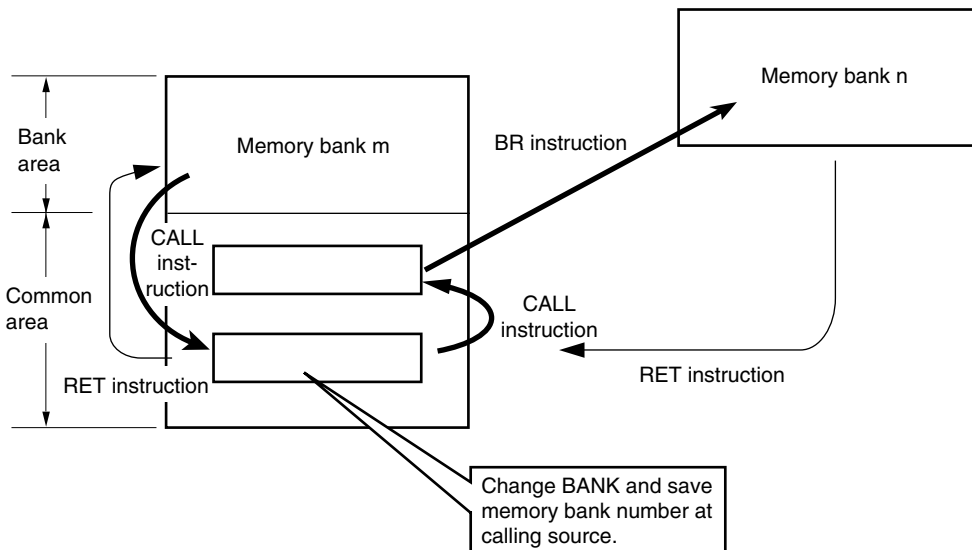 Memory bank n
BR instruction
Bank
area
Memory bank m
CALL
inst-
ruction
Common
area
CALL
instruction
RET instruction
RET instruction
Change BANK and save
memory bank number at
calling source.